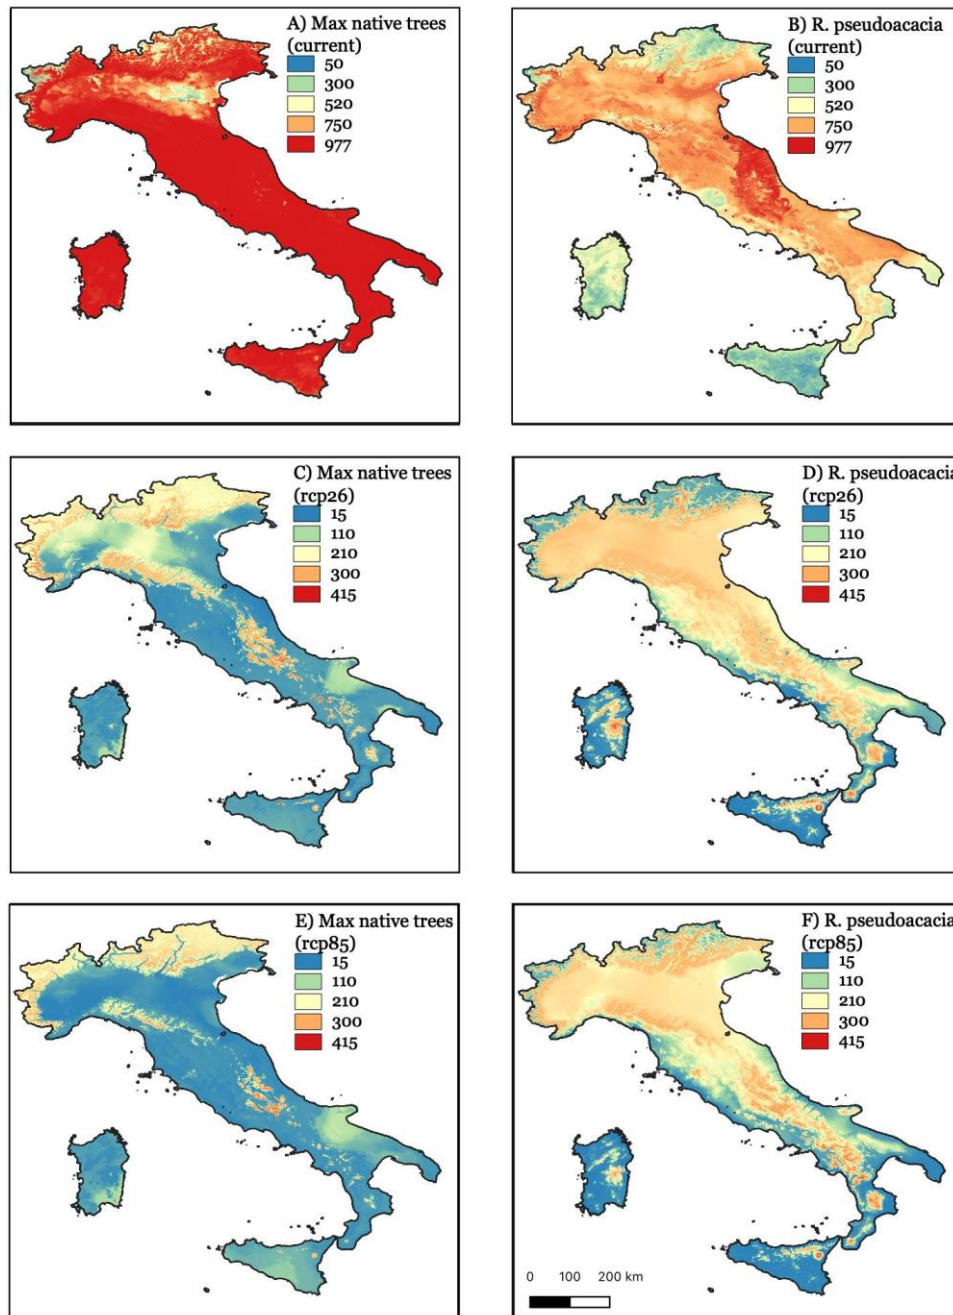 A) Max native trees
(current)
50
300
520
750
977
B) R. pseudoacacia
(current)
50
300
520
750
977
C) Max native trees
(rcp26)
15
110
210
300
415
D) R. pseudoacacia
(rcp26)
15
110
210
300
415
E) Max native trees
(rcp85)
15
110
210
300
415
F) R. pseudoacacia
(rcp85)
15
110
210
300
415
0 100 200 km